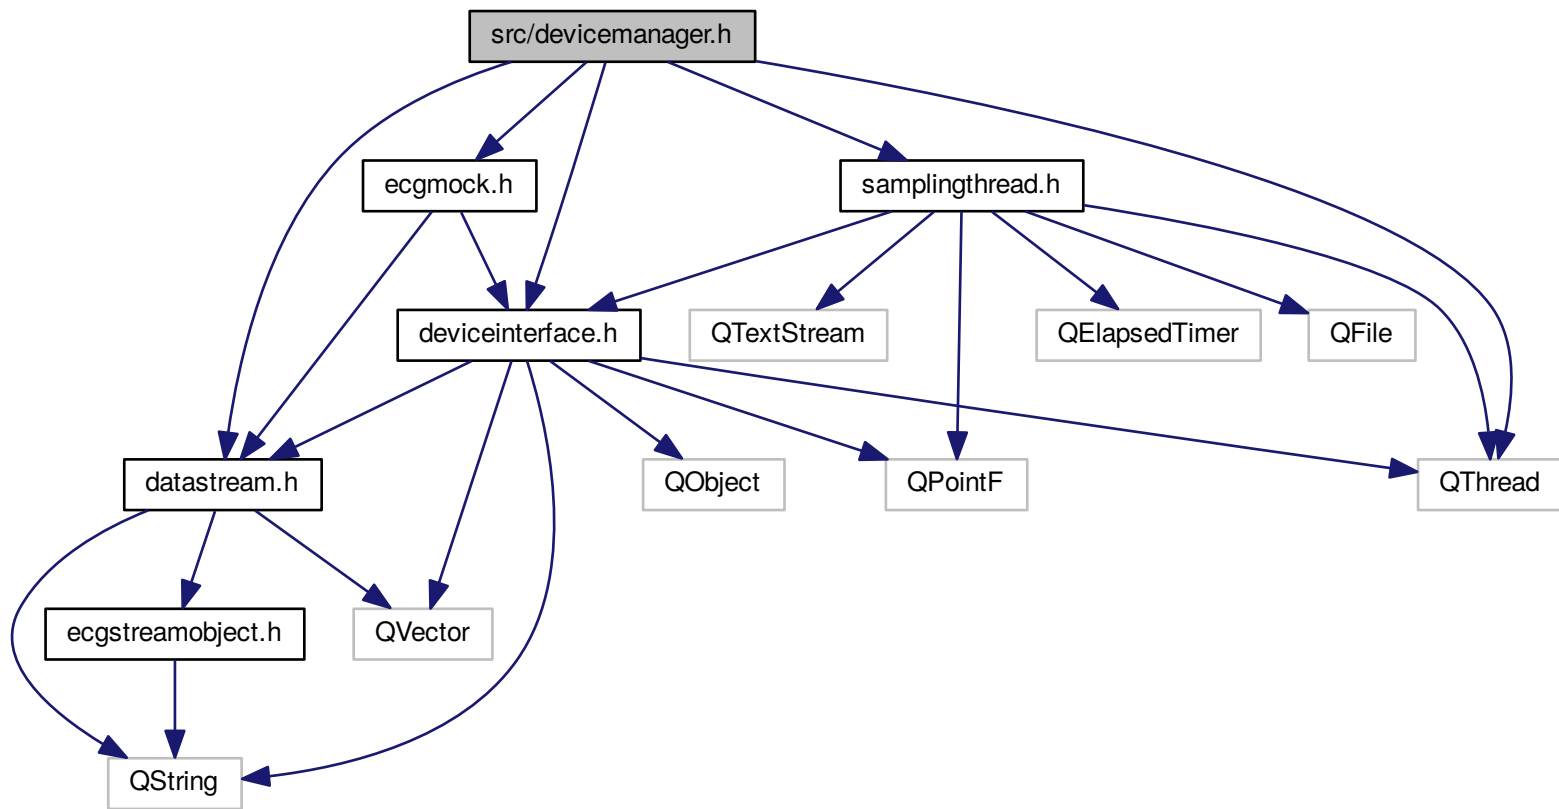 src/devicemanager.h
ecgmock.h
samplingthread.h
deviceinterface.h
QTextStream
QElapsedTimer
QFile
datastream.h
QObject
QPointF
QThread
ecgstreamobject.h
QVector
QString